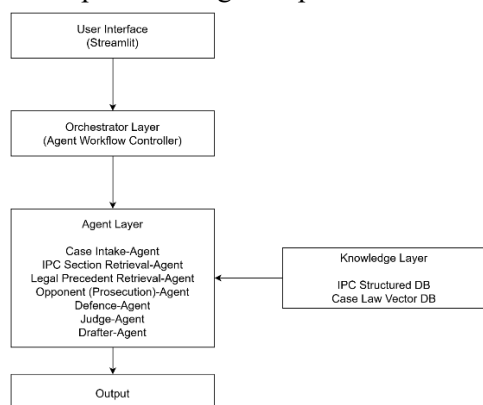 User Interface
(Streamlit)
Orchestrator Layer
(Agent Workflow Controller)
Agent Layer
Case Intake-Agent
IPC Section Retrieval-Agent
Legal Precedent Retrieval-Agent
Opponent (Prosecution)-Agent
Defence-Agent
Judge-Agent
Drafter-Agent
Knowledge Layer
IPC Structured DB
Case Law Vector DB
Output